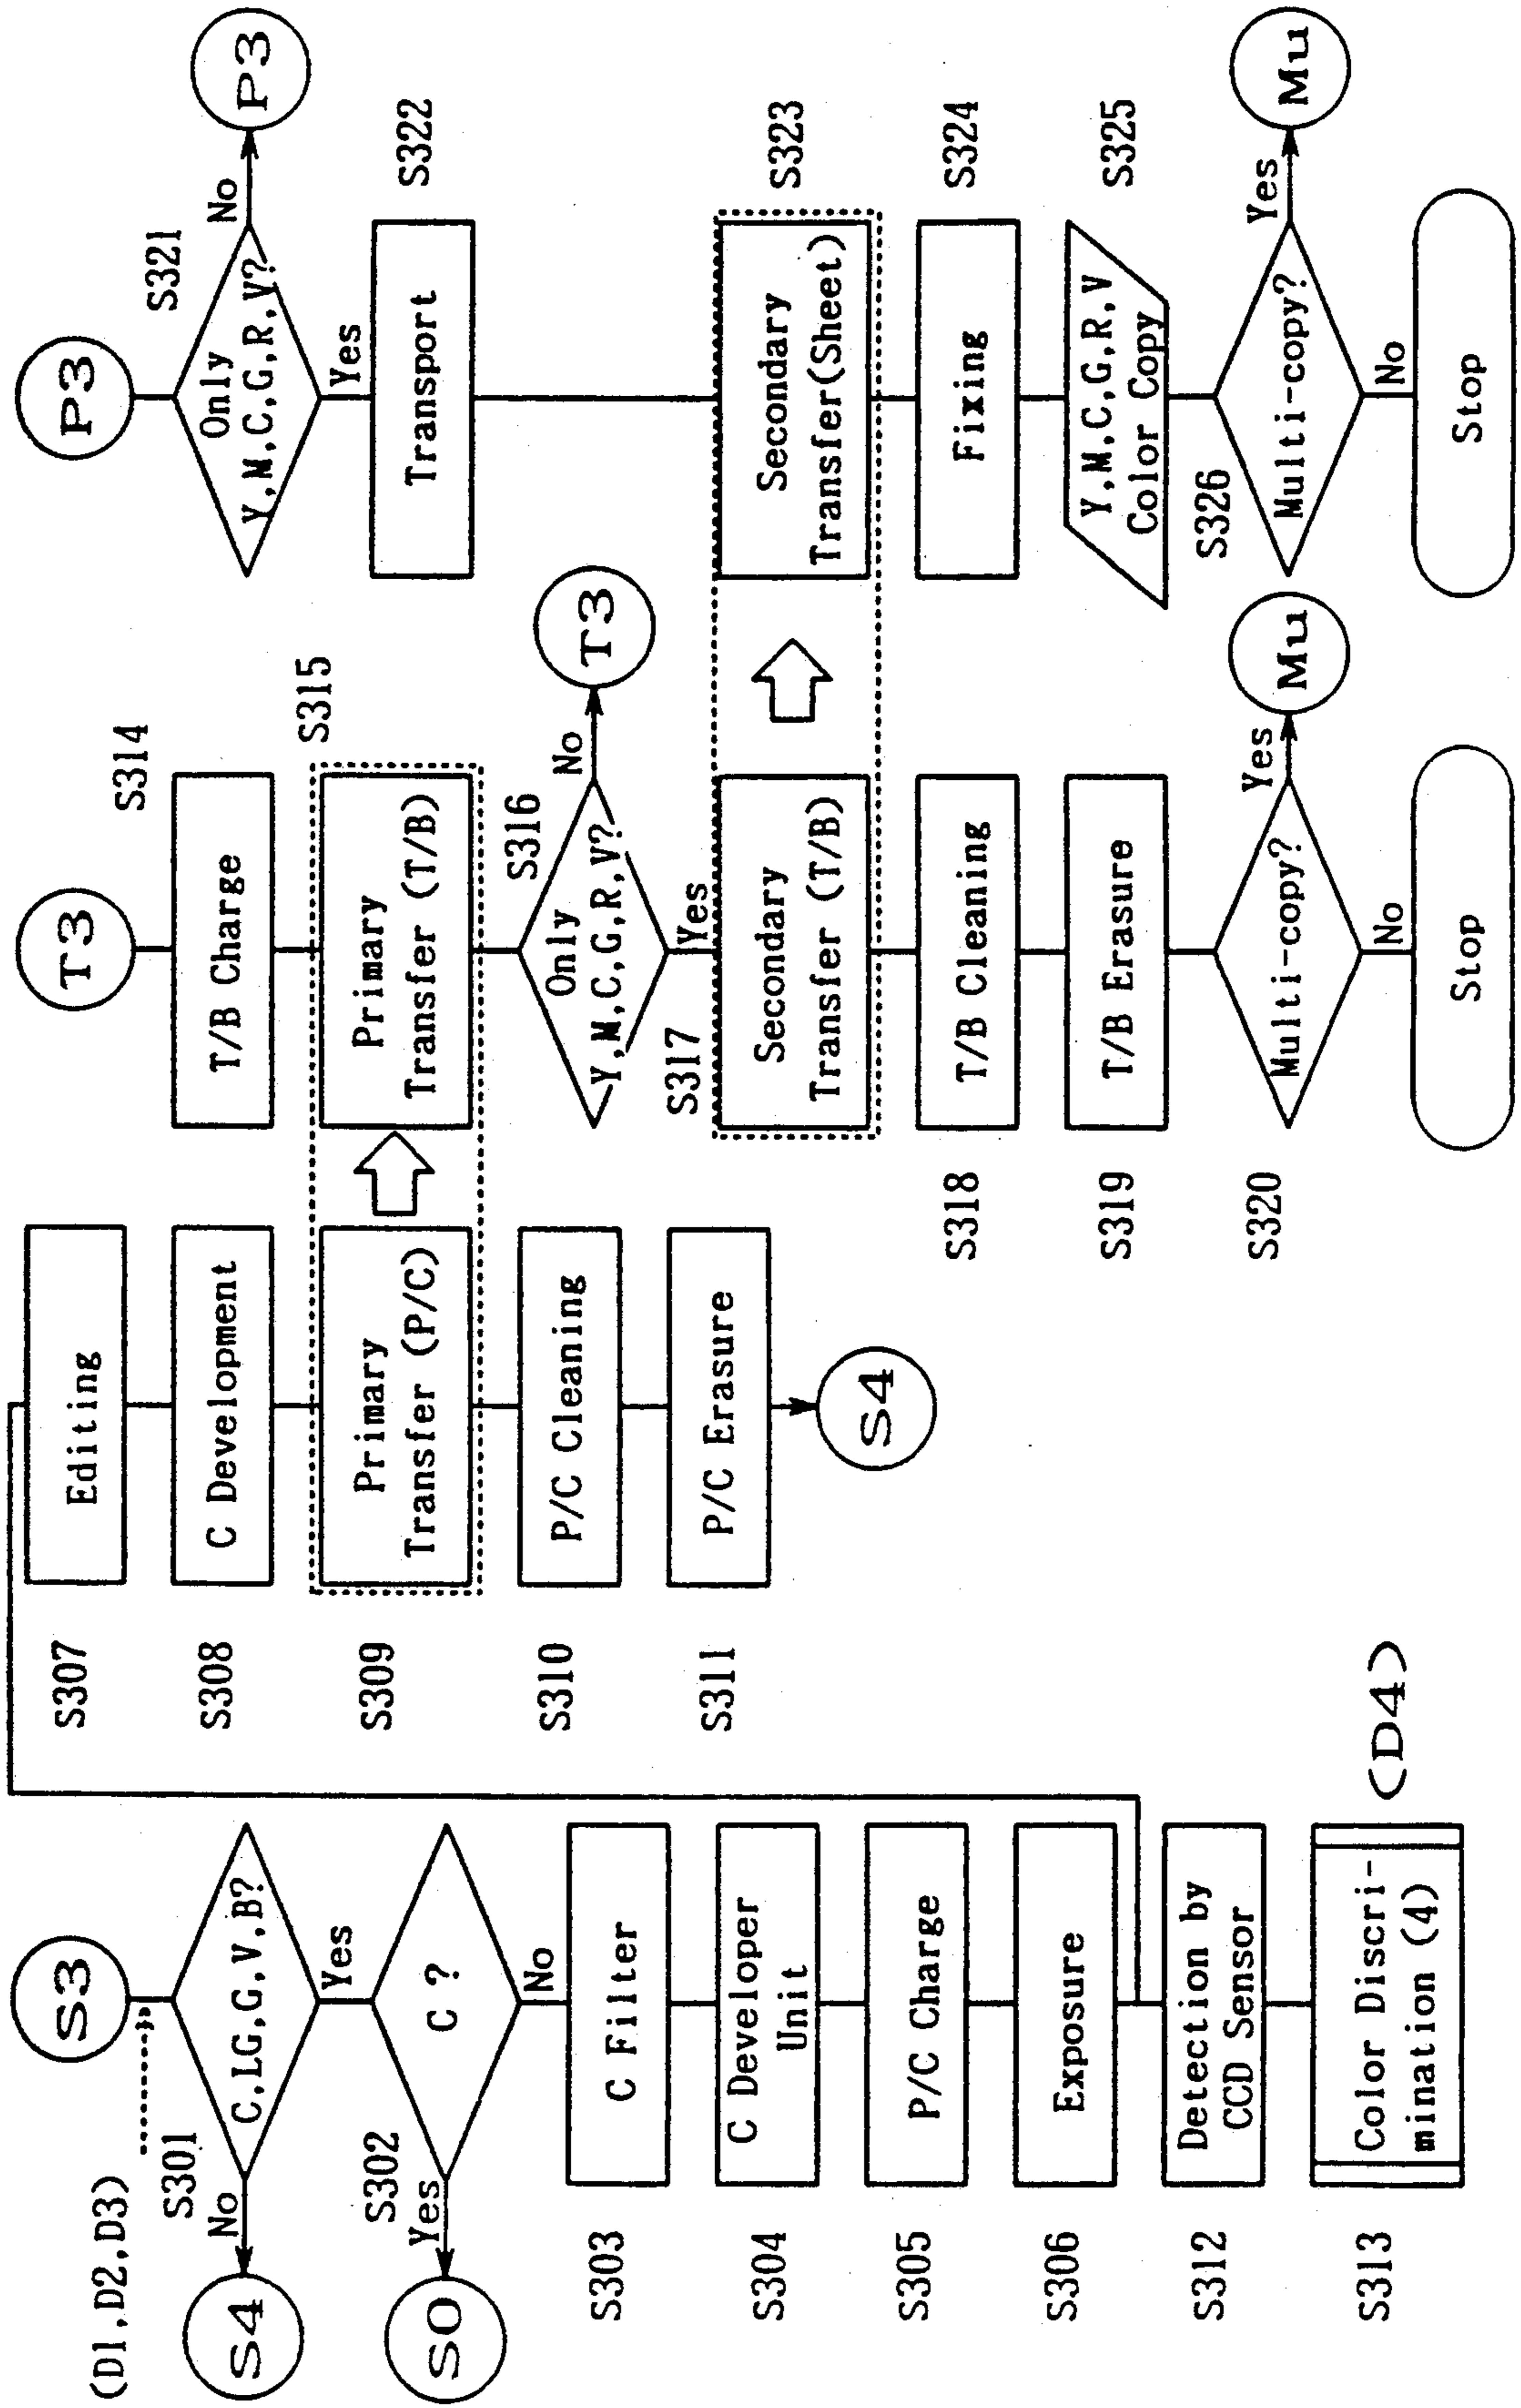 S3
(D1,D2,D3)
S301
C,LG,G,V,B?
No
S4
Yes
S302
C ?
Yes
S0
No
S303
C Filter
S304
C Developer
Unit
S305
P/C Charge
S306
Exposure
S312
Detection by
CCD Sensor
S313
Color Discri-
mination (4)
(D4)
S307
Editing
S308
C Development
S309
Primary
Transfer (P/C)
S310
P/C Cleaning
S311
P/C Erasure
S4
T3
S314
T/B Charge
S315
Primary
Transfer (T/B)
S316
Only
Y,M,C,G,R,V?
No
T3
Yes
S317
Secondary
Transfer (T/B)
S318
T/B Cleaning
S319
T/B Erasure
S320
Multi-copy?
Yes
Mu
No
Stop
P3
S321
Only
Y,M,C,G,R,V?
No
P3
Yes
S322
Transport
S323
Secondary
Transfer(Sheet)
S324
Fixing
S325
Y,M,C,G,R,V
Color Copy
S326
Multi-copy?
Yes
Mu
No
Stop